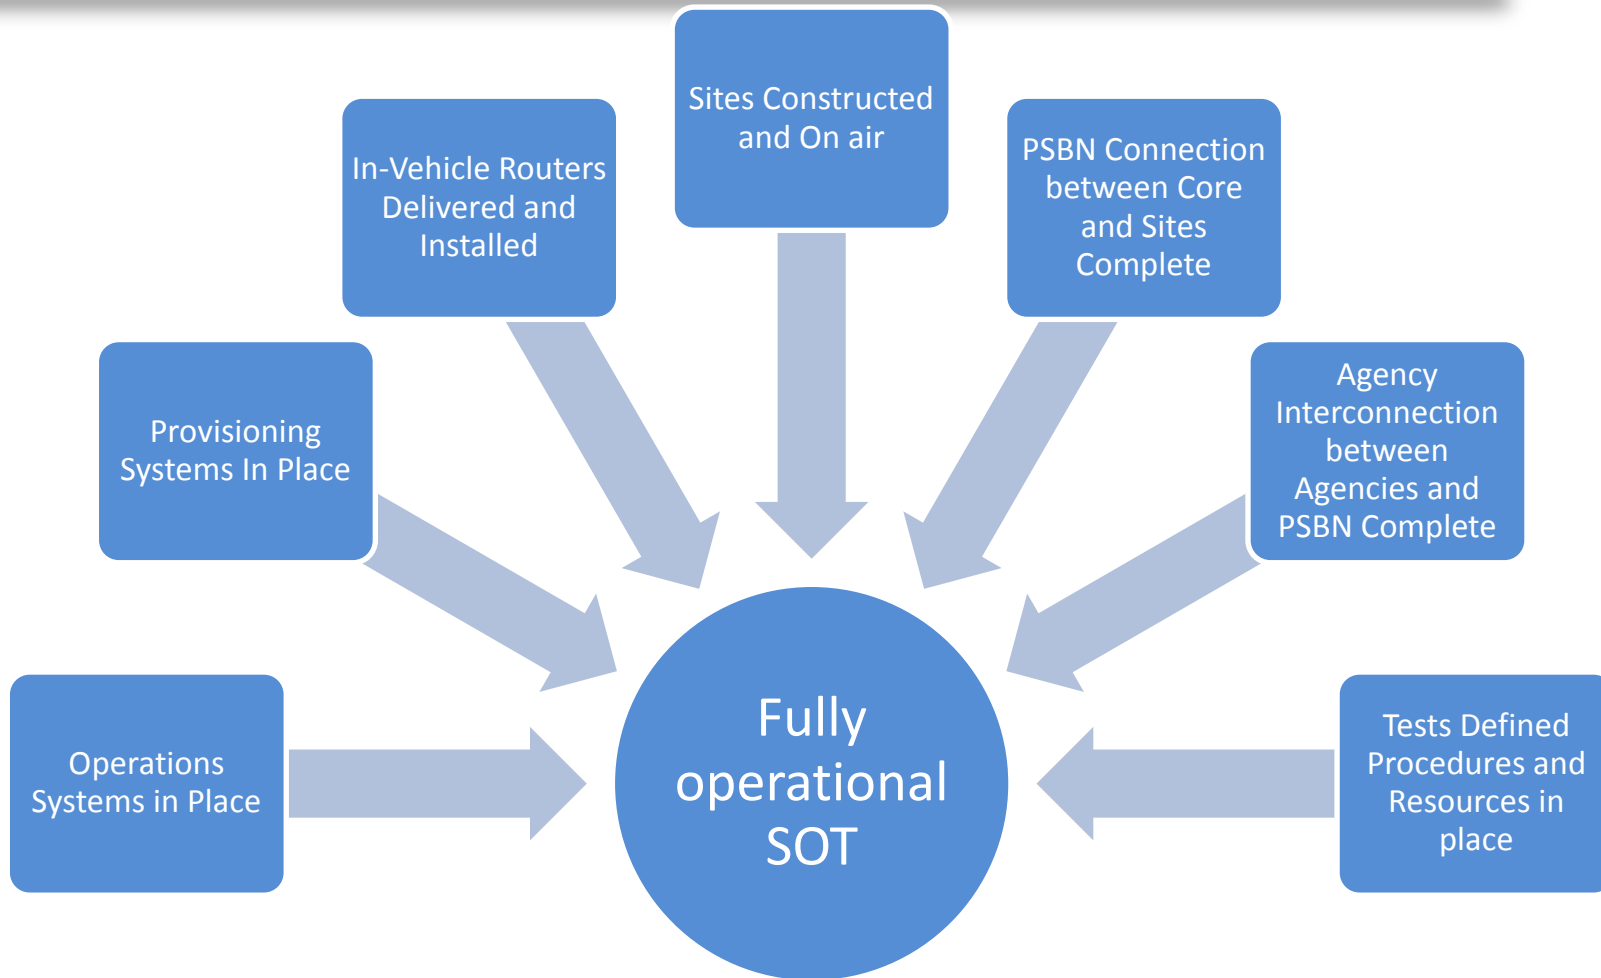 Sites Constructed
and On air
In-Vehicle Routers
Delivered and
Installed
PSBN Connection
between Core
and Sites
Complete
Provisioning
Systems In Place
Agency
Interconnection
between
Agencies and
PSBN Complete
Operations
Systems in Place
Fully
operational
SOT
Tests Defined
Procedures and
Resources in
place